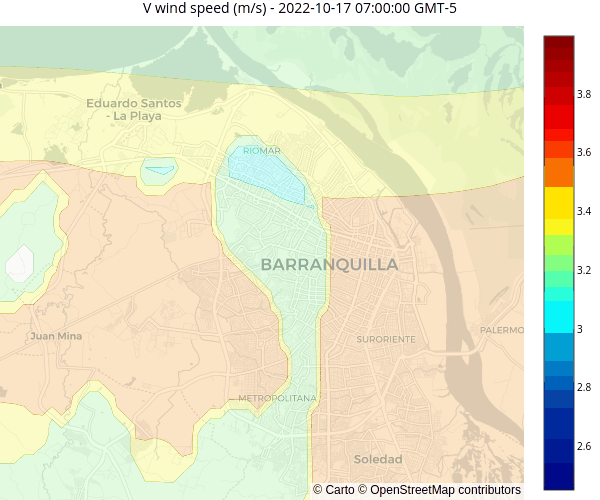 V wind speed (m/s) - 2022-10-17 07:00:00 GMT-5
Eduardo Santos
- La Playa
RIOMAR
BARRANQUILLA
Juan Mina
SURORIENTE
PALERMO
METROPOLITANA
Soledad
© Carto © OpenStreetMap contributors
3.8
3.6
3.4
3.2
3
2.8
2.6